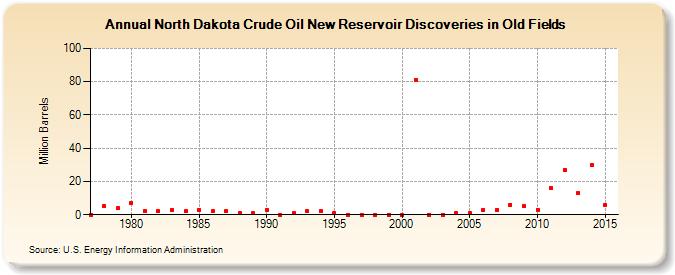 Annual North Dakota Crude Oil New Reservoir Discoveries in Old Fields
Million Barrels
100
80
60
40
20
0
1980 1985 1990 1995 2000 2005 2010 2015
Source: U.S. Energy Information Administration